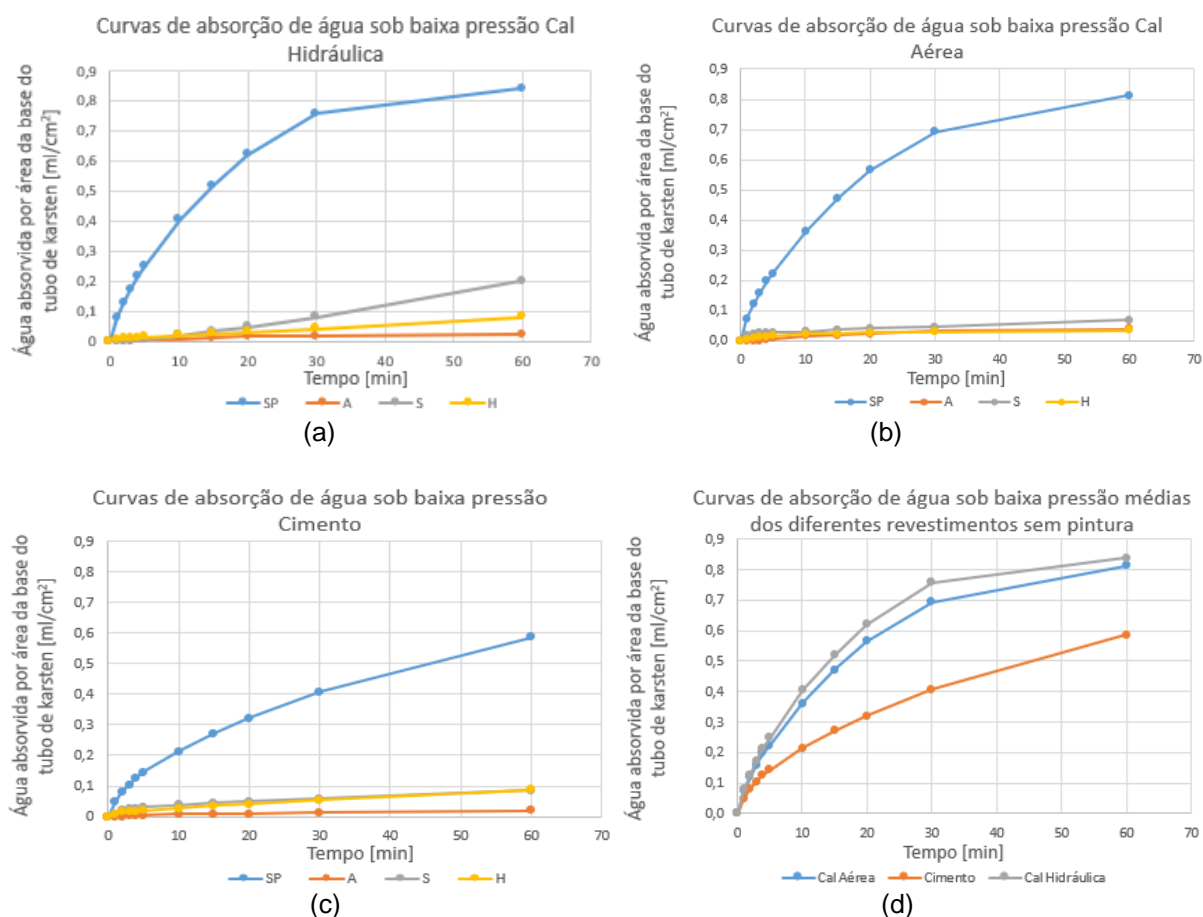 Curvas de absorção de água sob baixa pressão Cal
Hidráulica
Água absorvida por área da base do
tubo de karsten [ml/cm²]
0,9
0,8
0,7
0,6
0,5
0,4
0,3
0,2
0,1
0
0 10 20 30 40 50 60 70
Tempo [min]
SP A S H
(a)
Curvas de absorção de água sob baixa pressão Cal
Aérea
Água absorvida por área da base do
tubo de karsten [ml/cm²]
0,9
0,8
0,7
0,6
0,5
0,4
0,3
0,2
0,1
0
0 10 20 30 40 50 60 70
Tempo [min]
SP A S H
(b)
Curvas de absorção de água sob baixa pressão
Cimento
Água absorvida por área da base do
tubo de karsten [ml/cm²]
0,9
0,8
0,7
0,6
0,5
0,4
0,3
0,2
0,1
0
0 10 20 30 40 50 60 70
Tempo [min]
SP A S H
(c)
Curvas de absorção de água sob baixa pressão médias
dos diferentes revestimentos sem pintura
Água absorvida por área da base do
tubo de karsten [ml/cm²]
0,9
0,8
0,7
0,6
0,5
0,4
0,3
0,2
0,1
0,0
0 10 20 30 40 50 60 70
Tempo [min]
Cal Aérea Cimento Cal Hidráulica
(d)